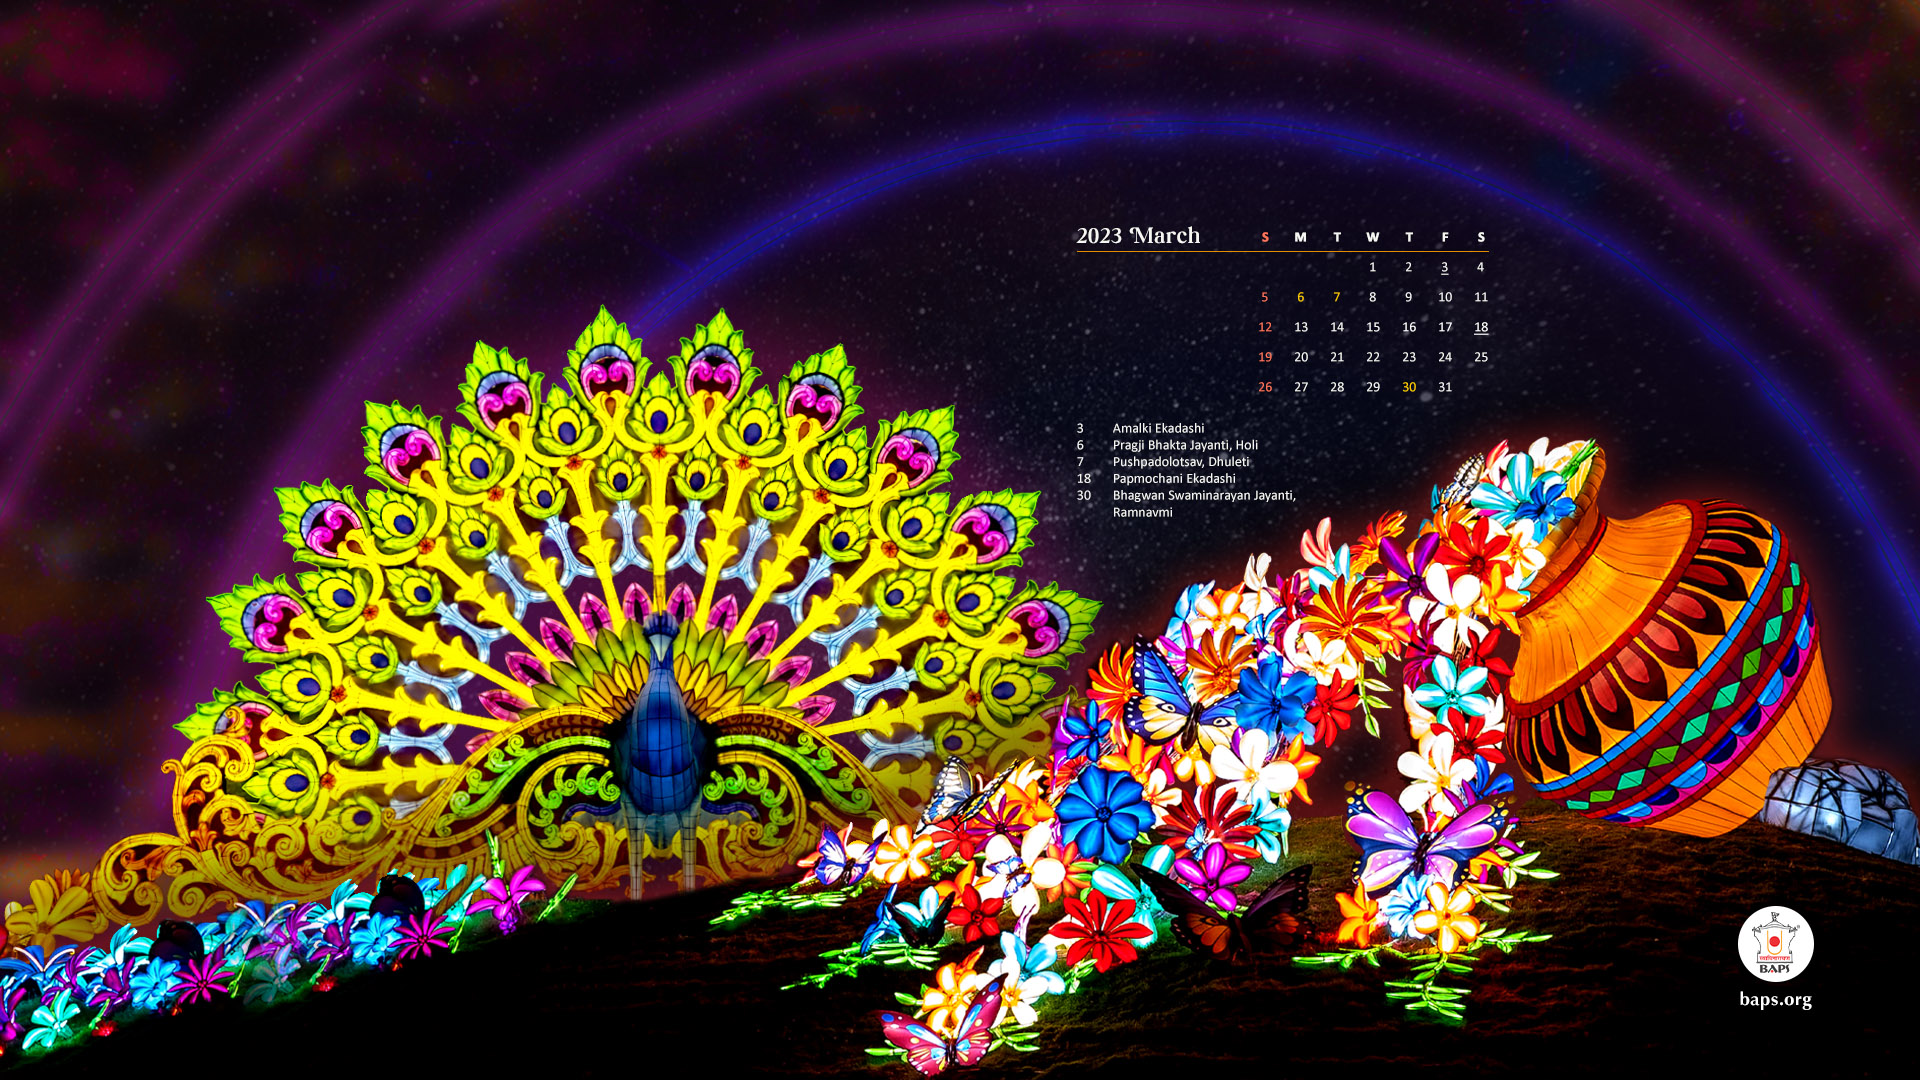 2023 March S M T W T F S
1 2 3 4
5 6 7 8 9 10 11
12 13 14 15 16 17 18
19 20 21 22 23 24 25
26 27 28 29 30 31
3 Amalki Ekadashi
6 Pragji Bhakta Jayanti, Holi
7 Pushpadolotsav, Dhuleti
18 Papmochani Ekadashi
30 Bhagwan Swaminarayan Jayanti,
Ramnavmi
BAPS
baps.org